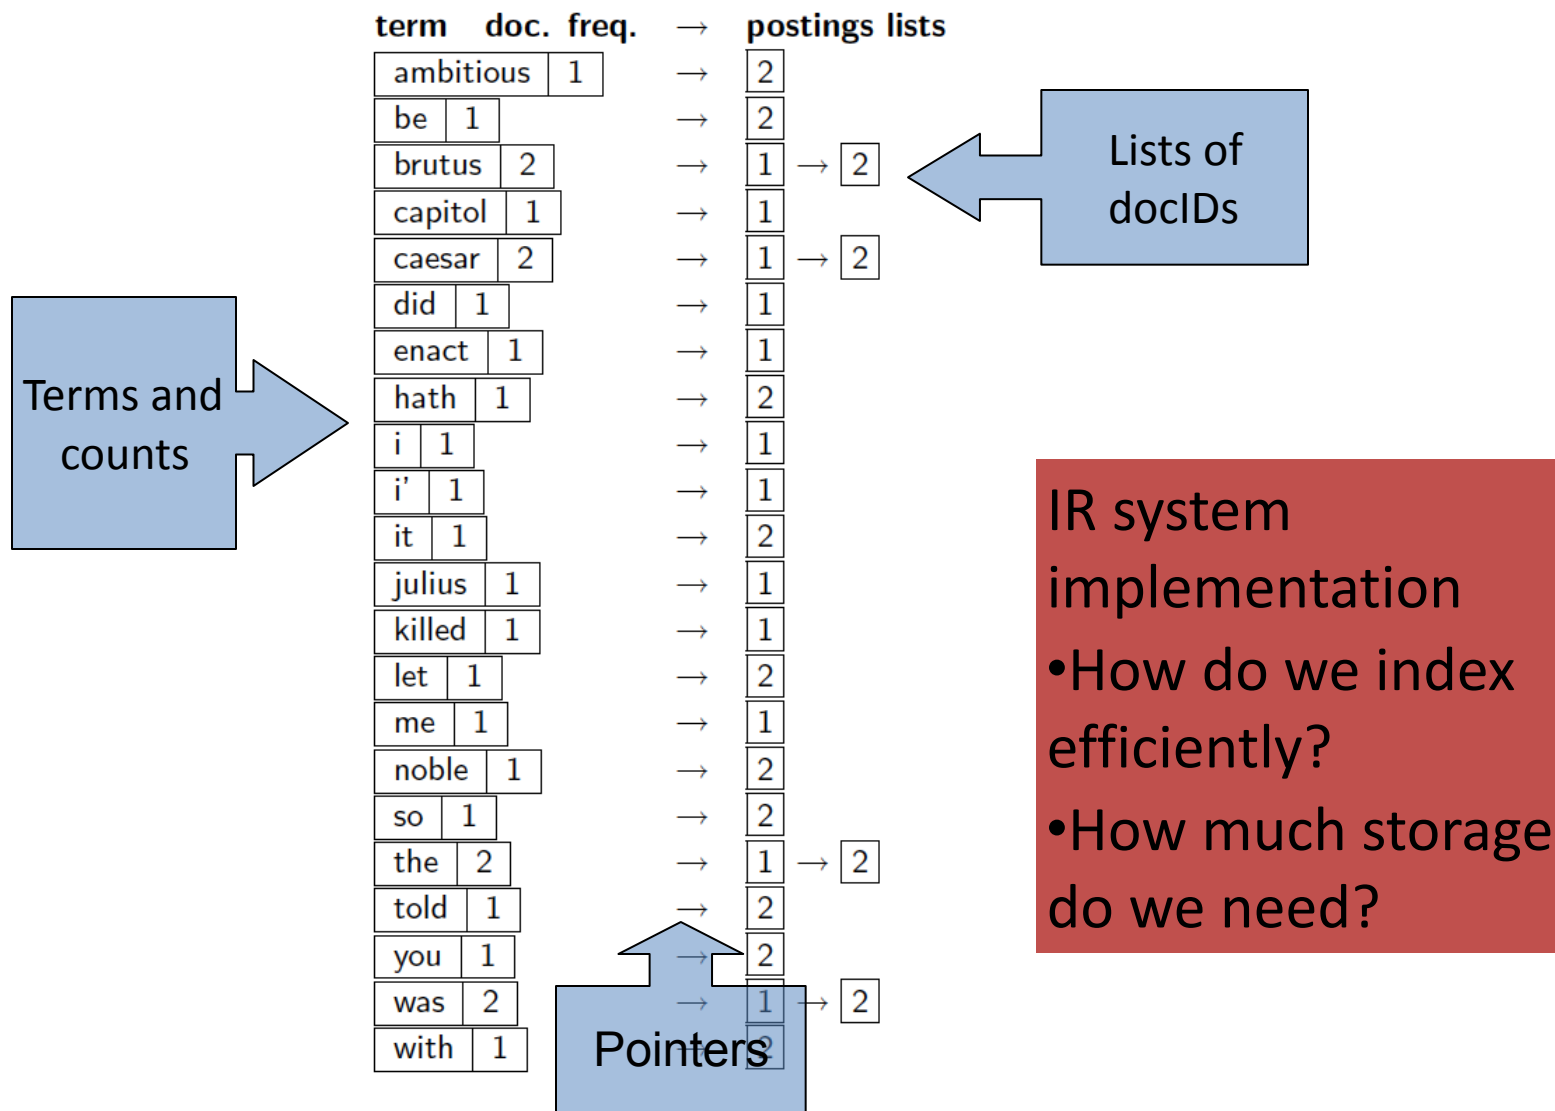 term doc. freq. → postings lists
ambitious 1 → 2
be 1 → 2
brutus 2 → 1 → 2
capitol 1 → 1
caesar 2 → 1 → 2
did 1 → 1
enact 1 → 1
hath 1 → 2
i 1 → 1
i' 1 → 1
it 1 → 2
julius 1 → 1
killed 1 → 1
let 1 → 2
me 1 → 1
noble 1 → 2
so 1 → 2
the 2 → 1 → 2
told 1 → 2
you 1 → 2
was 2 → 1 → 2
with 1 → 2
Terms and
counts
Lists of
docIDs
Pointers
IR system
implementation
•How do we index
efficiently?
•How much storage
do we need?